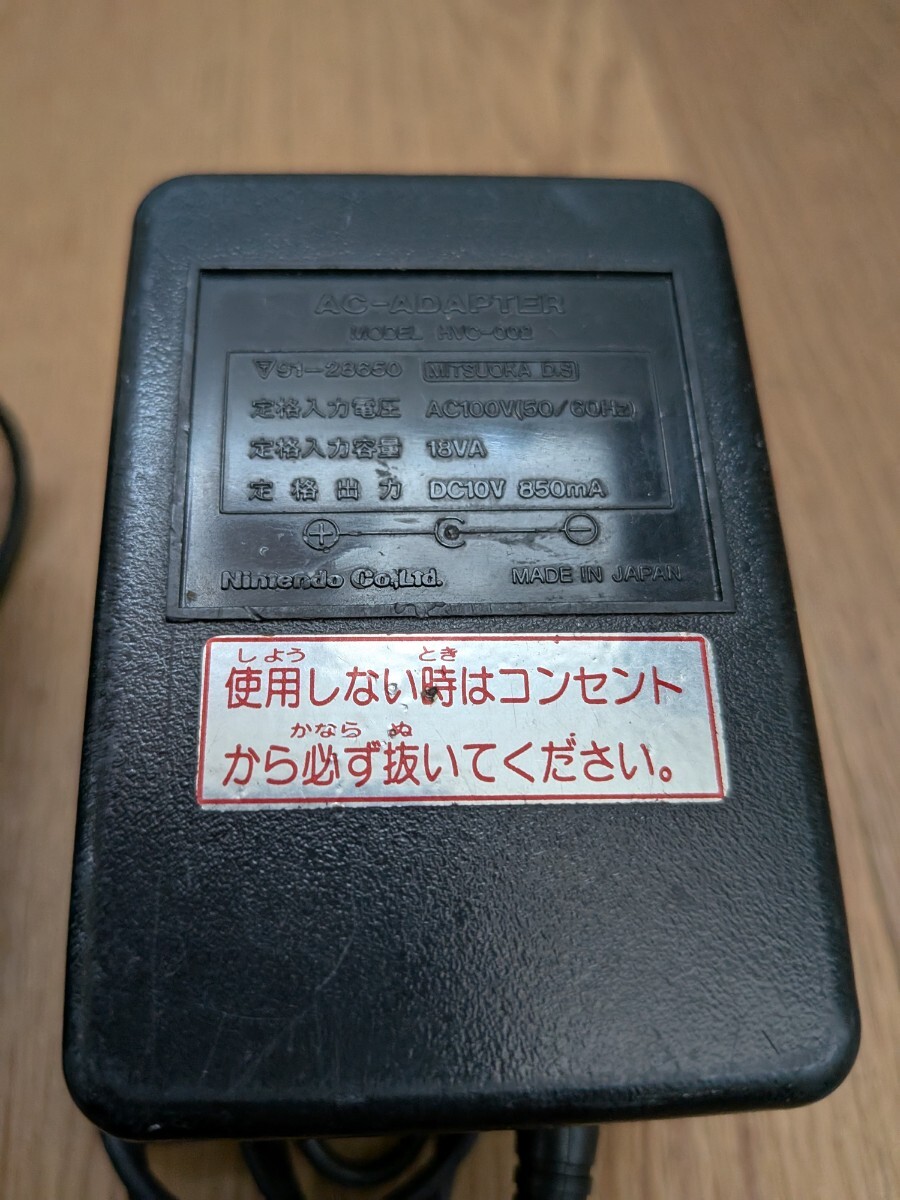 AC-ADAPTER
MODEL HVC-002
▽91-28650 MITSUOKA D.S
定格入力電圧 AC100V(50/60Hz)
定格入力容量 18VA
定格出力 DC10V 850mA
+ −
Nintendo Co.,Ltd. MADE IN JAPAN
しよう とき
使用しない時はコンセント
かなら ぬ
から必ず抜いてください。